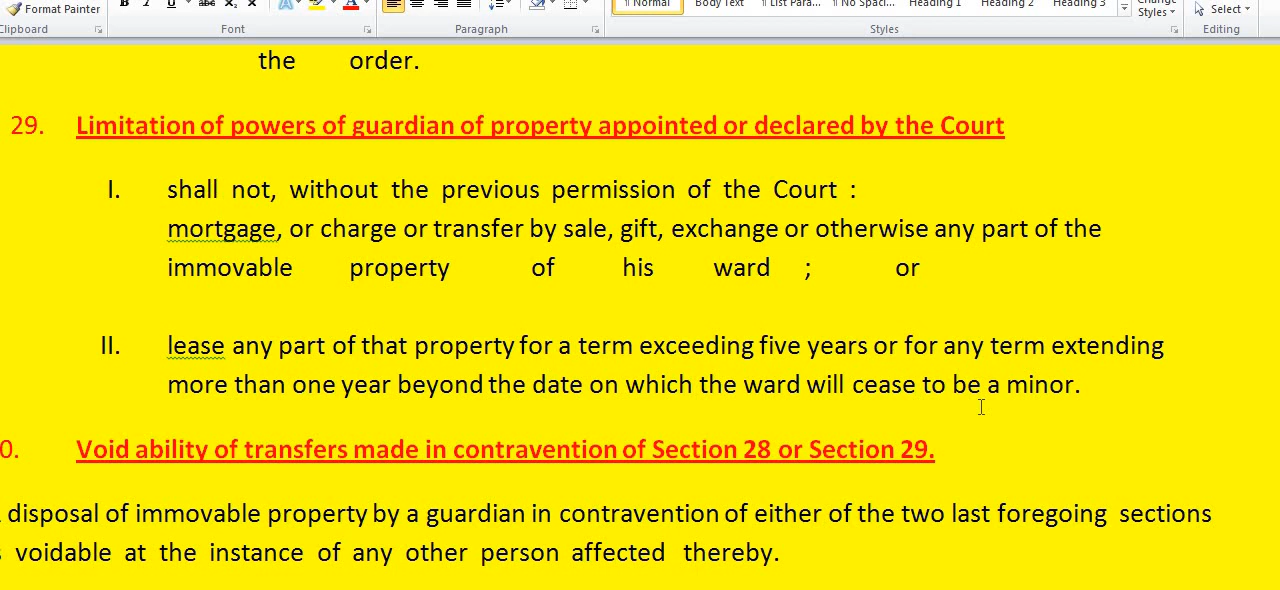 Format Painter
B I U abc x₂ x²
¶ Normal Body Text ¶ List Para... ¶ No Spaci... Heading 1 Heading 2 Heading 3 Change Styles Select
Clipboard Font Paragraph Styles Editing
the order.
29. Limitation of powers of guardian of property appointed or declared by the Court
I. shall not, without the previous permission of the Court :
mortgage, or charge or transfer by sale, gift, exchange or otherwise any part of the
immovable property of his ward ; or
II. lease any part of that property for a term exceeding five years or for any term extending
more than one year beyond the date on which the ward will cease to be a minor.
0. Void ability of transfers made in contravention of Section 28 or Section 29.
disposal of immovable property by a guardian in contravention of either of the two last foregoing sections
s voidable at the instance of any other person affected thereby.